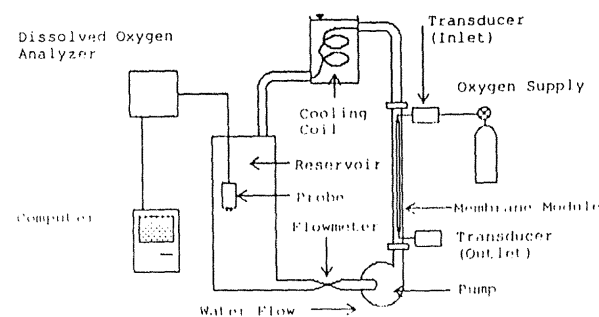 Transducer
(Inlet)
Dissolved Oxygen
Analyzer
Oxygen Supply
Cooling
Coil
Reservoir
Probe
Computer
Flowmeter
Membrane Module
Transducer
(Outlet)
Pump
Water Flow